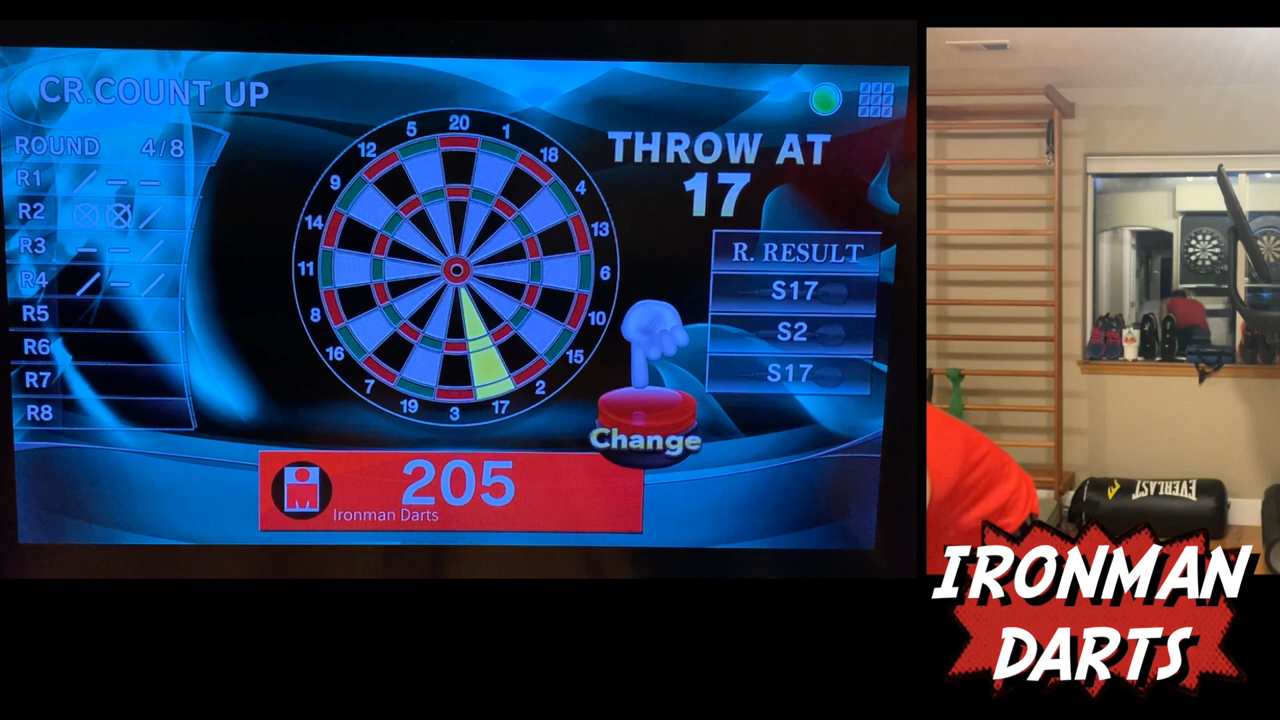 CR.COUNT UP
ROUND 4/8
R1
R2
R3
R4
R5
R6
R7
R8
20
1
18
4
13
6
10
15
2
17
3
19
7
16
8
11
14
9
12
5
THROW AT
17
R. RESULT
S17
S2
S17
Change
205
Ironman Darts
EVERLAST
IRONMAN
DARTS